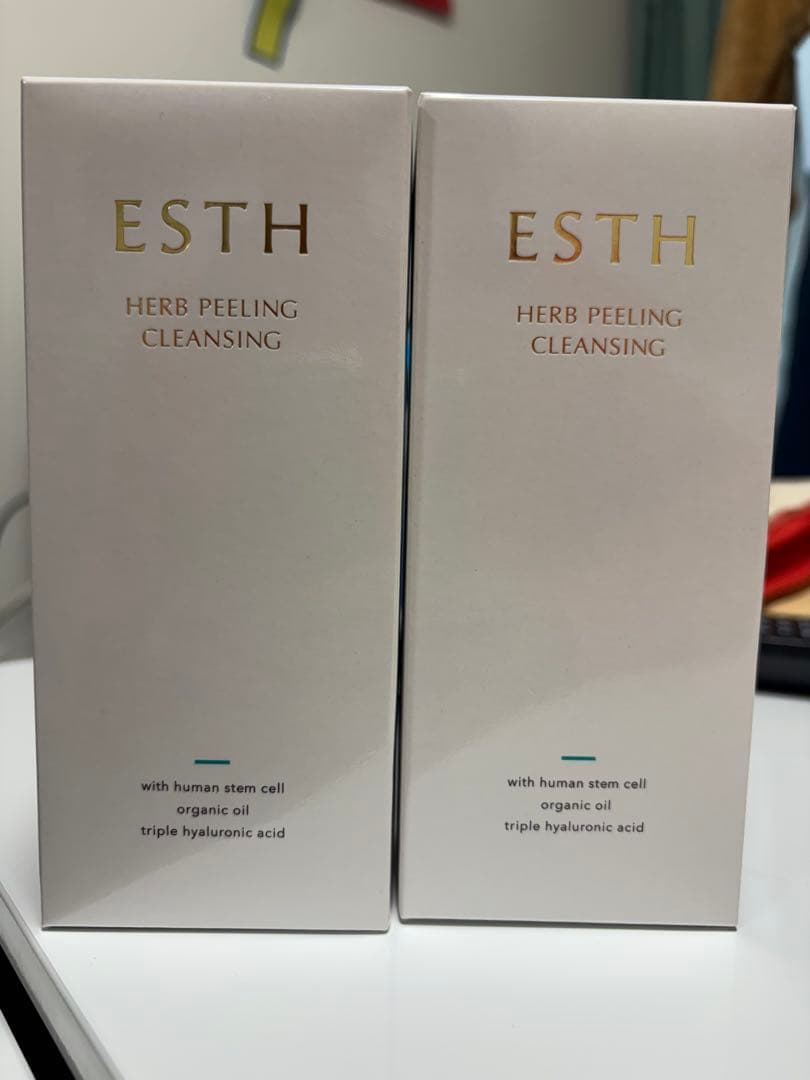 ESTH
HERB PEELING
CLEANSING
with human stem cell
organic oil
triple hyaluronic acid
ESTH
HERB PEELING
CLEANSING
with human stem cell
organic oil
triple hyaluronic acid